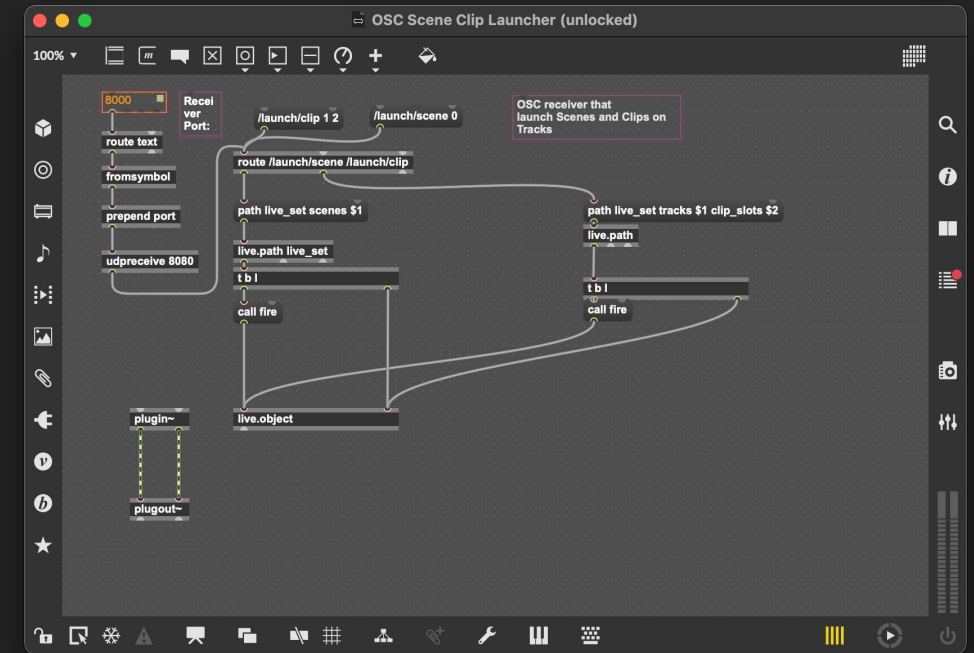 OSC Scene Clip Launcher (unlocked)
100%
m
8000
Recei
ver
Port:
/launch/clip 1 2
/launch/scene 0
OSC receiver that
launch Scenes and Clips on
Tracks
route text
route /launch/scene /launch/clip
fromsymbol
prepend port
path live_set scenes $1
path live_set tracks $1 clip_slots $2
live.path
udpreceive 8080
live.path live_set
t b l
t b l
call fire
call fire
plugin~
live.object
plugout~
i
v
b